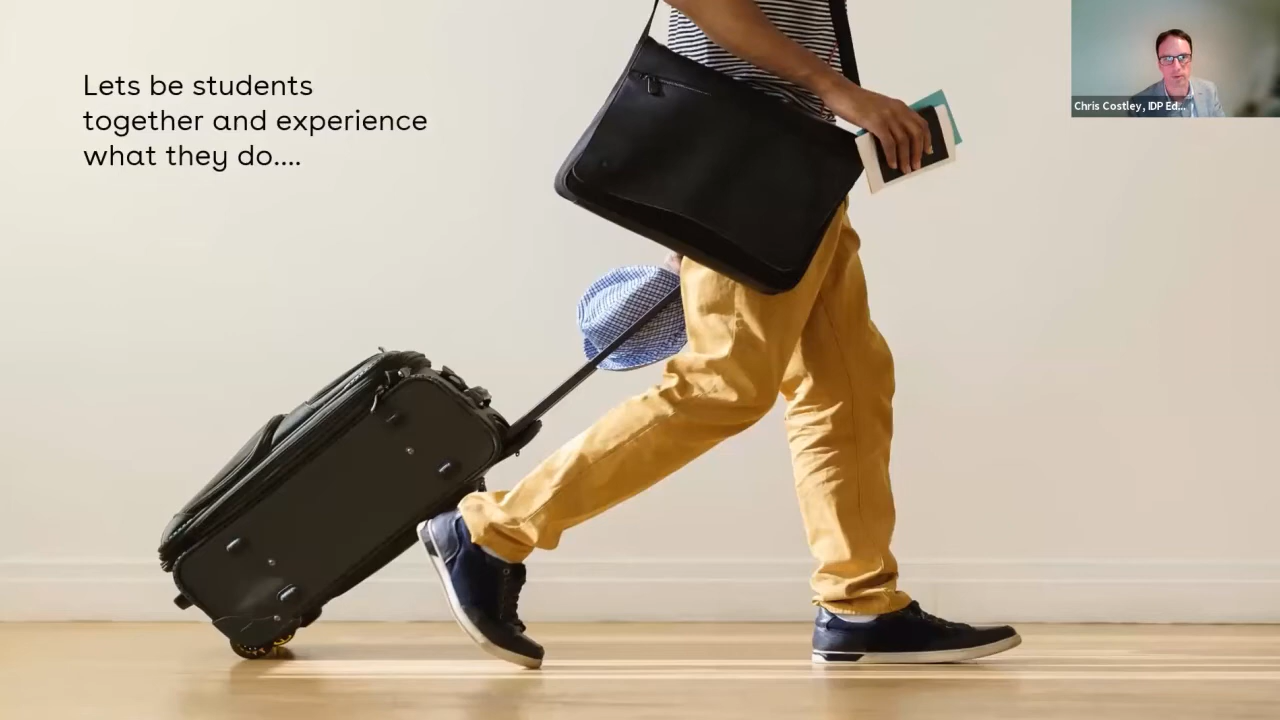 Lets be students
together and experience
what they do....
Chris Costley, IDP Ed...